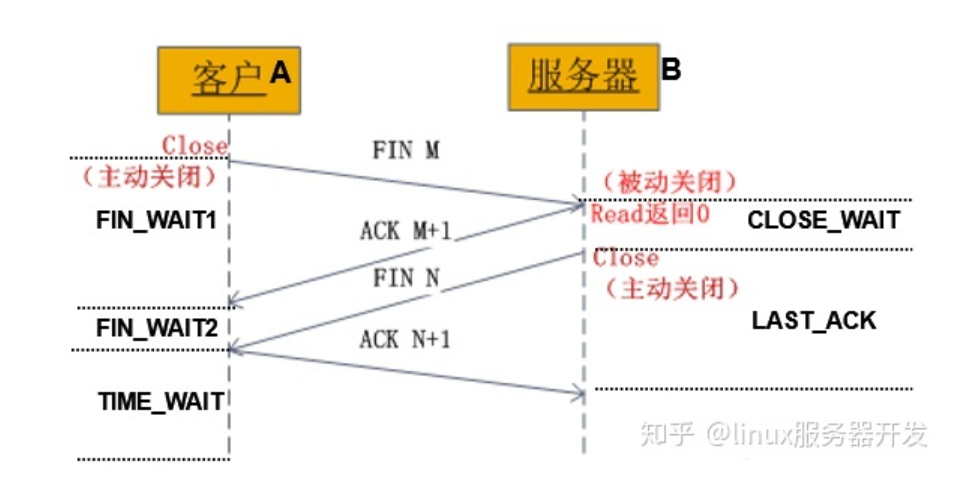 客户A
服务器B
Close
（主动关闭）
FIN M
（被动关闭）
Read返回0
FIN_WAIT1
CLOSE_WAIT
ACK M+1
Close
（主动关闭）
FIN N
FIN_WAIT2
LAST_ACK
ACK N+1
TIME_WAIT
知乎 @linux服务器开发